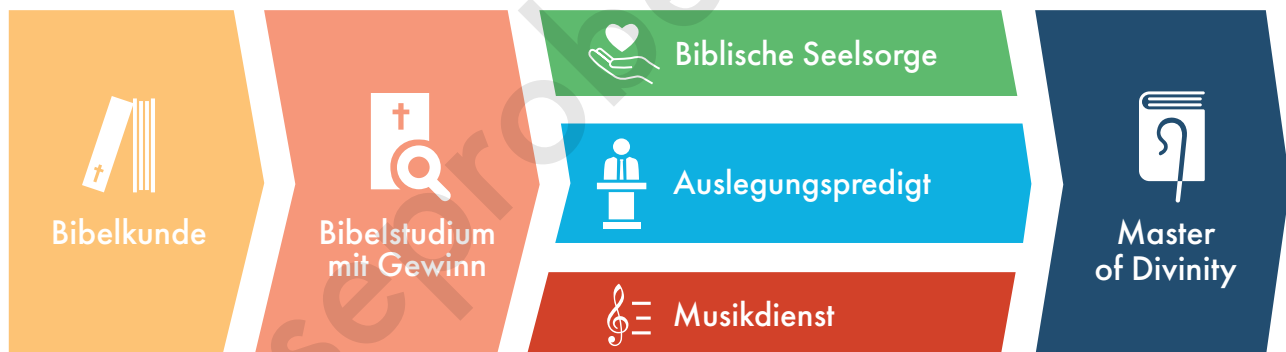 Bibelkunde
Bibelstudium
mit Gewinn
Biblische Seelsorge
Auslegungspredigt
Musikdienst
Master
of Divinity